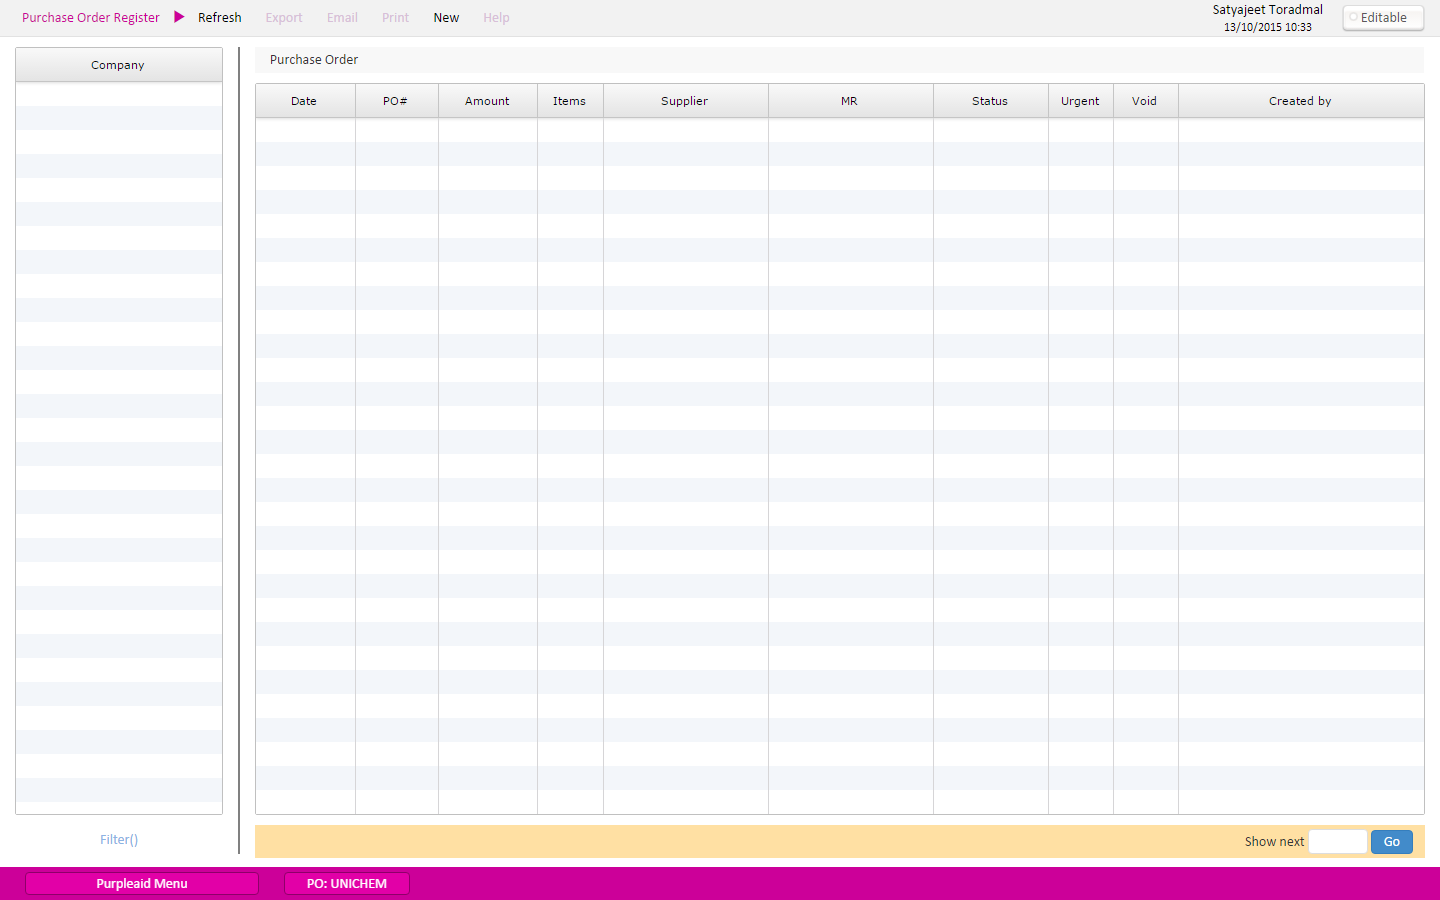 Purchase Order Register Refresh Export Email Print New Help
Satyajeet Toradmal
13/10/2015 10:33
Editable
Company
Purchase Order
Date PO# Amount Items Supplier MR Status Urgent Void Created by
Filter()
Show next Go
Purpleaid Menu PO: UNICHEM